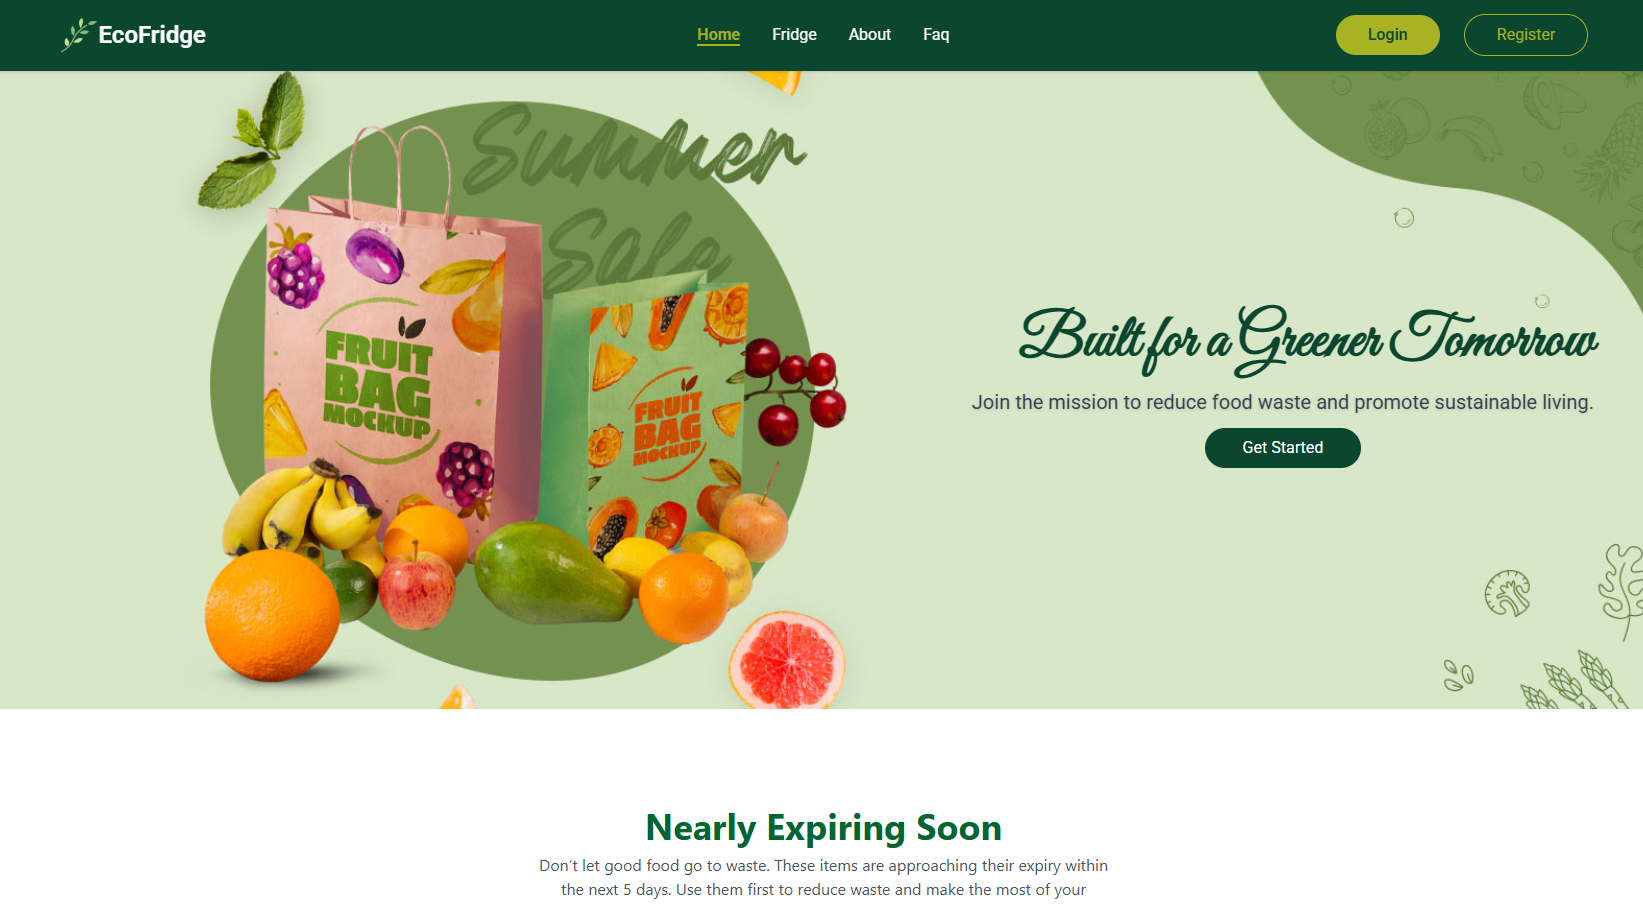 EcoFridge
Home
Fridge
About
Faq
Login
Register
Summer
Sale
FRUIT
BAG
MOCKUP
FRUIT
BAG
MOCKUP
Built for a Greener Tomorrow
Join the mission to reduce food waste and promote sustainable living.
Get Started
Nearly Expiring Soon
Don’t let good food go to waste. These items are approaching their expiry within
the next 5 days. Use them first to reduce waste and make the most of your